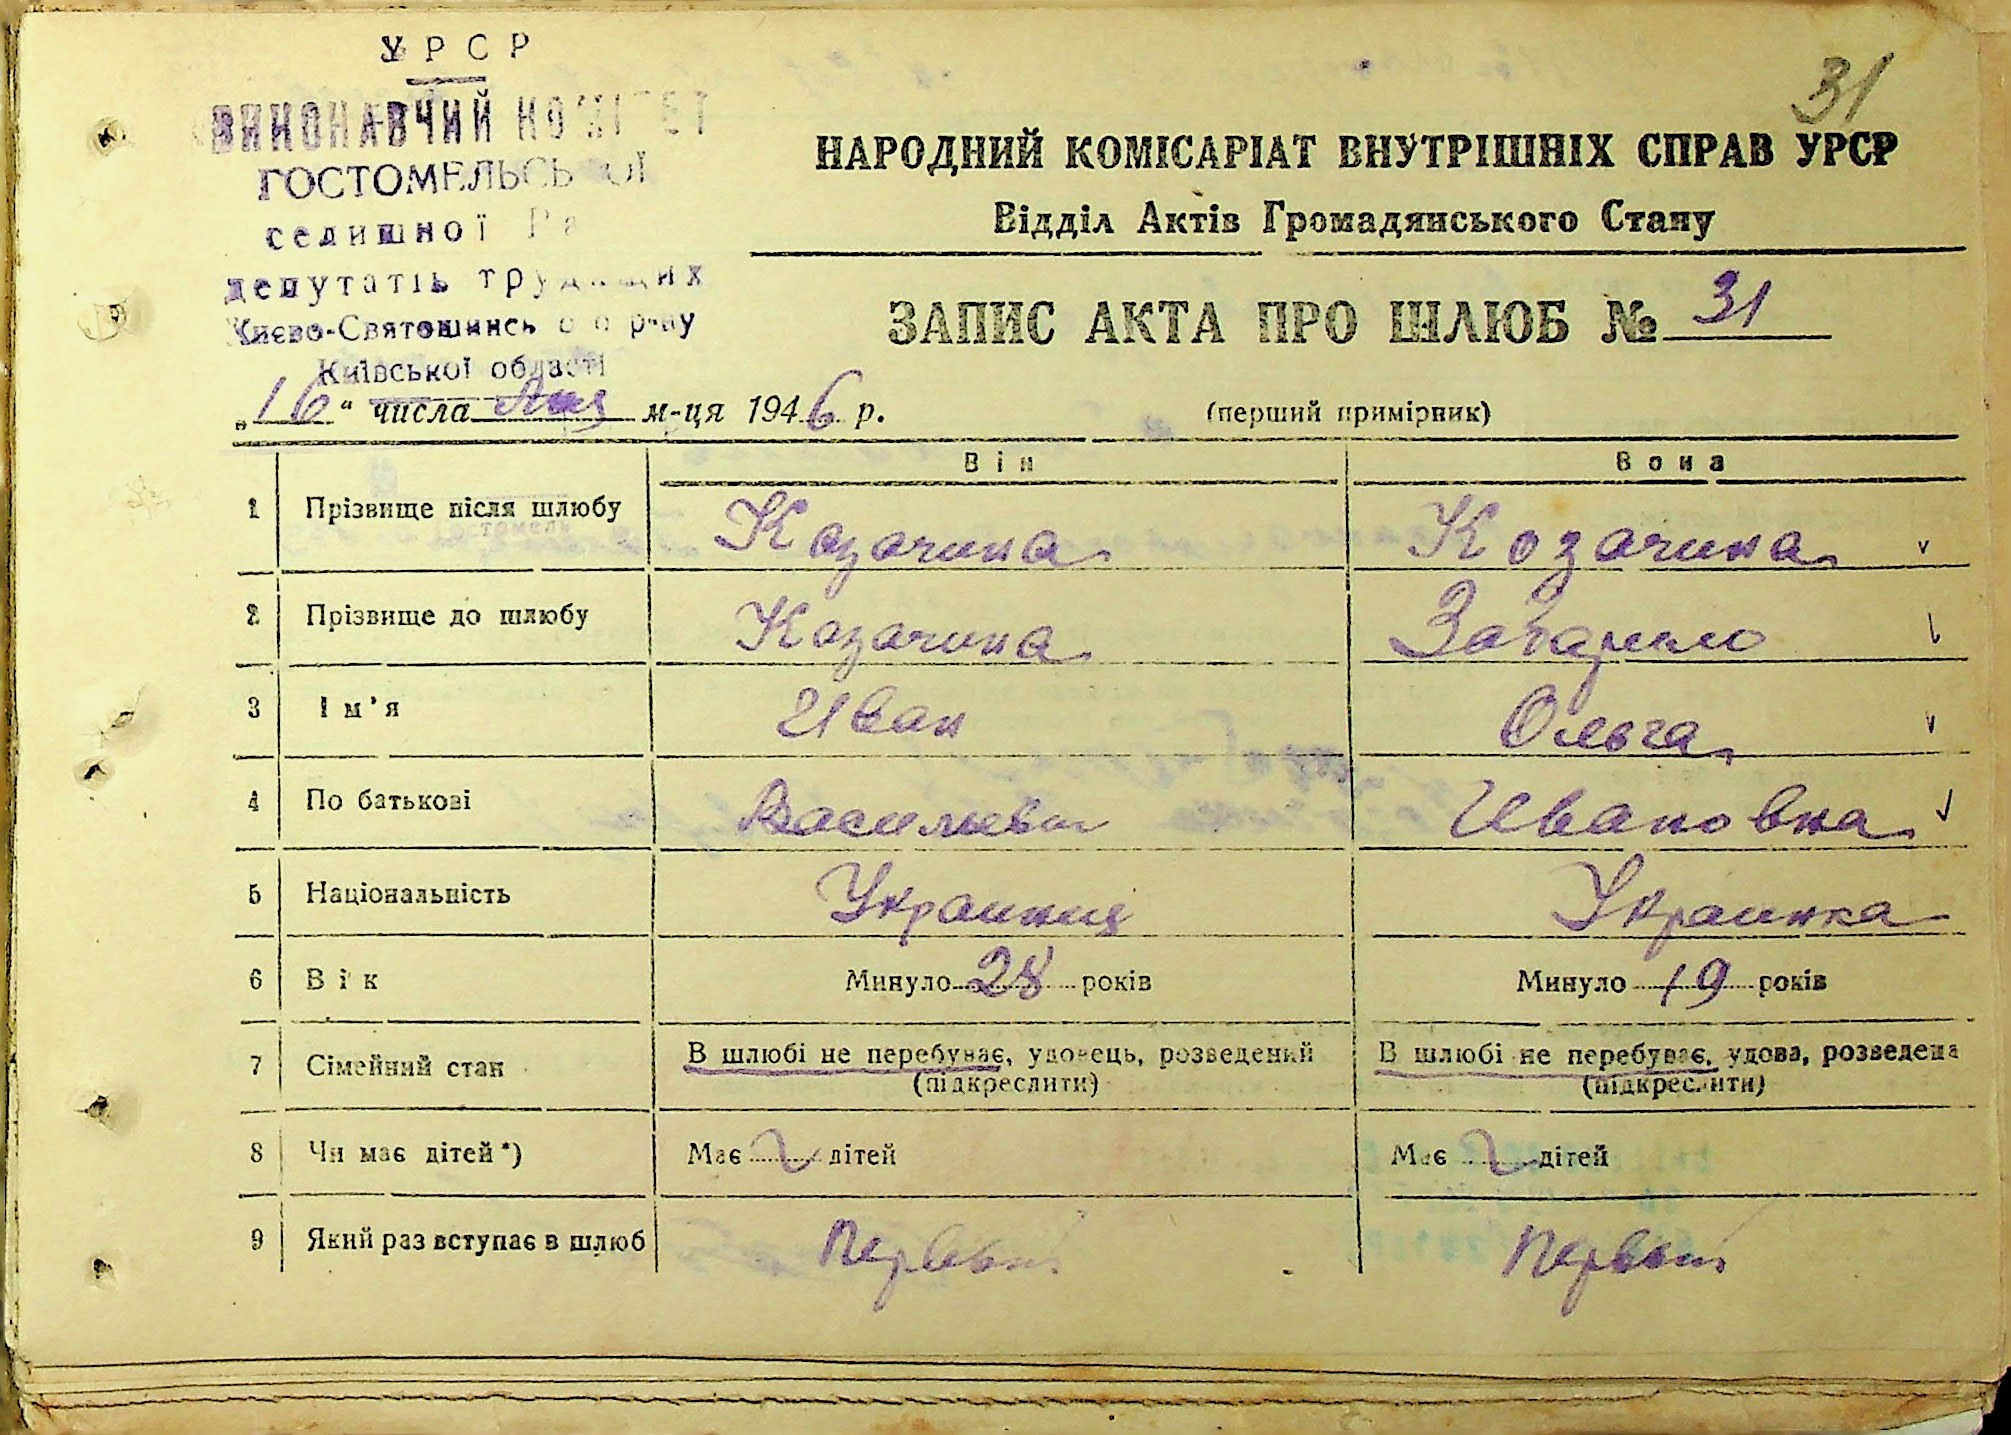 УРСР
ВИКОНАВЧИЙ КОМІТЕТ
ГОСТОМЕЛЬСЬКОЇ
селишної Ра
депутатів трудящих
Києво-Святошинського р-ну
Київської області
31
НАРОДНИЙ КОМІСАРІАТ ВНУТРІШНІХ СПРАВ УРСР
Відділ Актів Громадянського Стану
ЗАПИС АКТА ПРО ШЛЮБ № 31
„16“ числа м-ця 1946 р.
(перший примірник)
Він Вона
1 Прізвище після шлюбу Козачина Козачина
2 Прізвище до шлюбу Козачина
3 Ім'я Иван Ольга
4 По батькові Васильевич Ивановна
5 Національність Украинец Украинка
6 Вік Минуло 28 років Минуло 19 років
7 Сімейний стан В шлюбі не перебуває, удовець, розведений В шлюбі не перебуває, удова, розведена
(підкреслити) (підкреслити)
8 Чи має дітей*) Має дітей Має дітей
9 Який раз вступає в шлюб Первый Первый